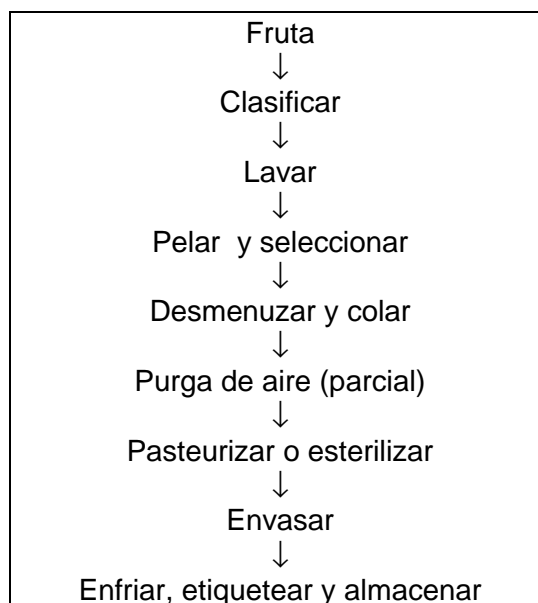 Fruta
↓
Clasificar
↓
Lavar
↓
Pelar y seleccionar
↓
Desmenuzar y colar
↓
Purga de aire (parcial)
↓
Pasteurizar o esterilizar
↓
Envasar
↓
Enfriar, etiquetear y almacenar